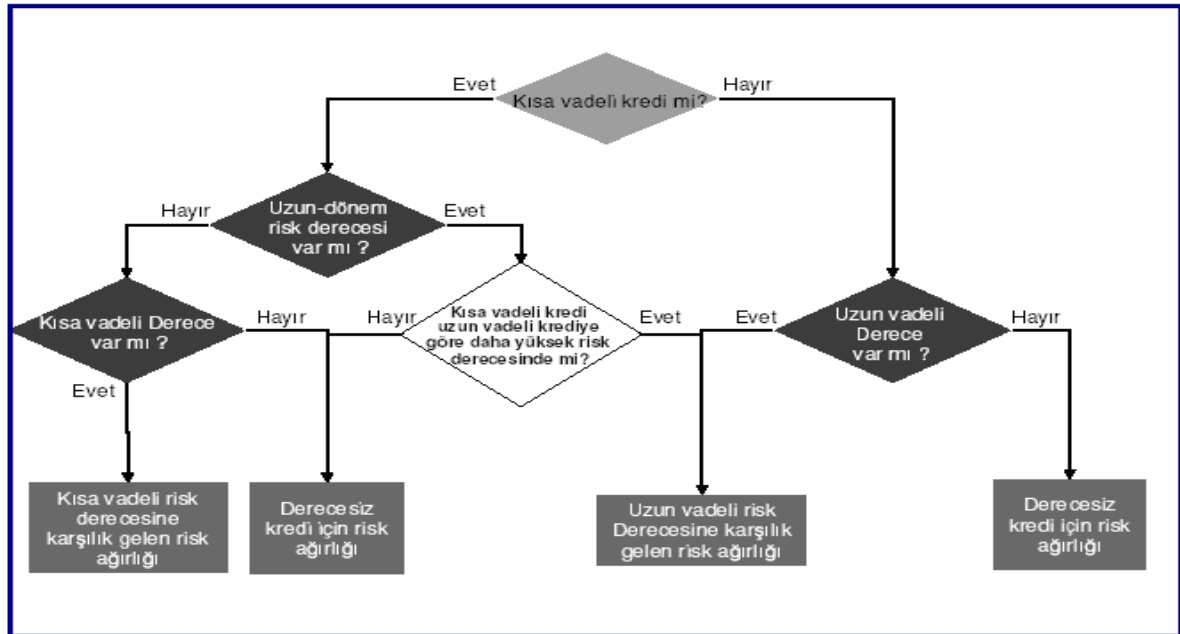 Evet
Hayır
Kısa vadeli kredi mi?
Hayır
Uzun-dönem
risk derecesi
var mı ?
Evet
Kısa vadeli Derece
var mı ?
Hayır
Hayır
Kısa vadeli kredi
uzun vadeli krediye
göre daha yüksek risk
derecesinde mi?
Evet
Evet
Uzun vadeli
Derece
var mı ?
Hayır
Evet
Kısa vadeli risk
derecesine
karşılık gelen risk
ağırlığı
Derecesiz
kredi için risk
ağırlığı
Uzun vadeli risk
Derecesine karşılık
gelen risk ağırlığı
Derecesiz
kredi için risk
ağırlığı